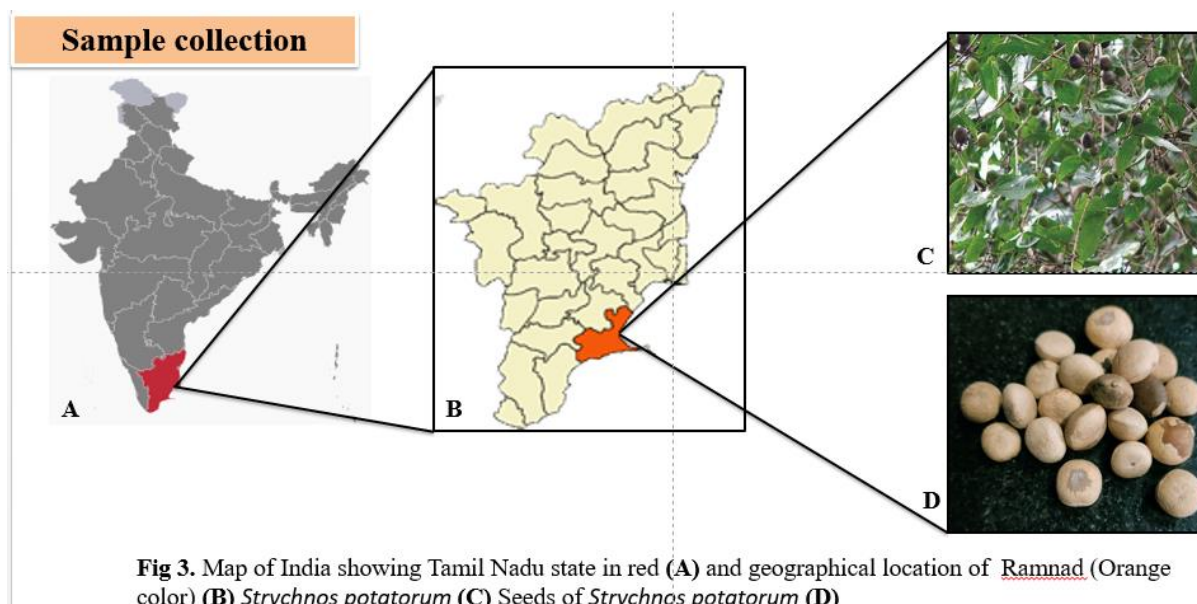 Sample collection
A
B
C
D
Fig 3. Map of India showing Tamil Nadu state in red (A) and geographical location of Ramnad (Orange
color) (B) Strychnos potatorum (C) Seeds of Strychnos potatorum (D)